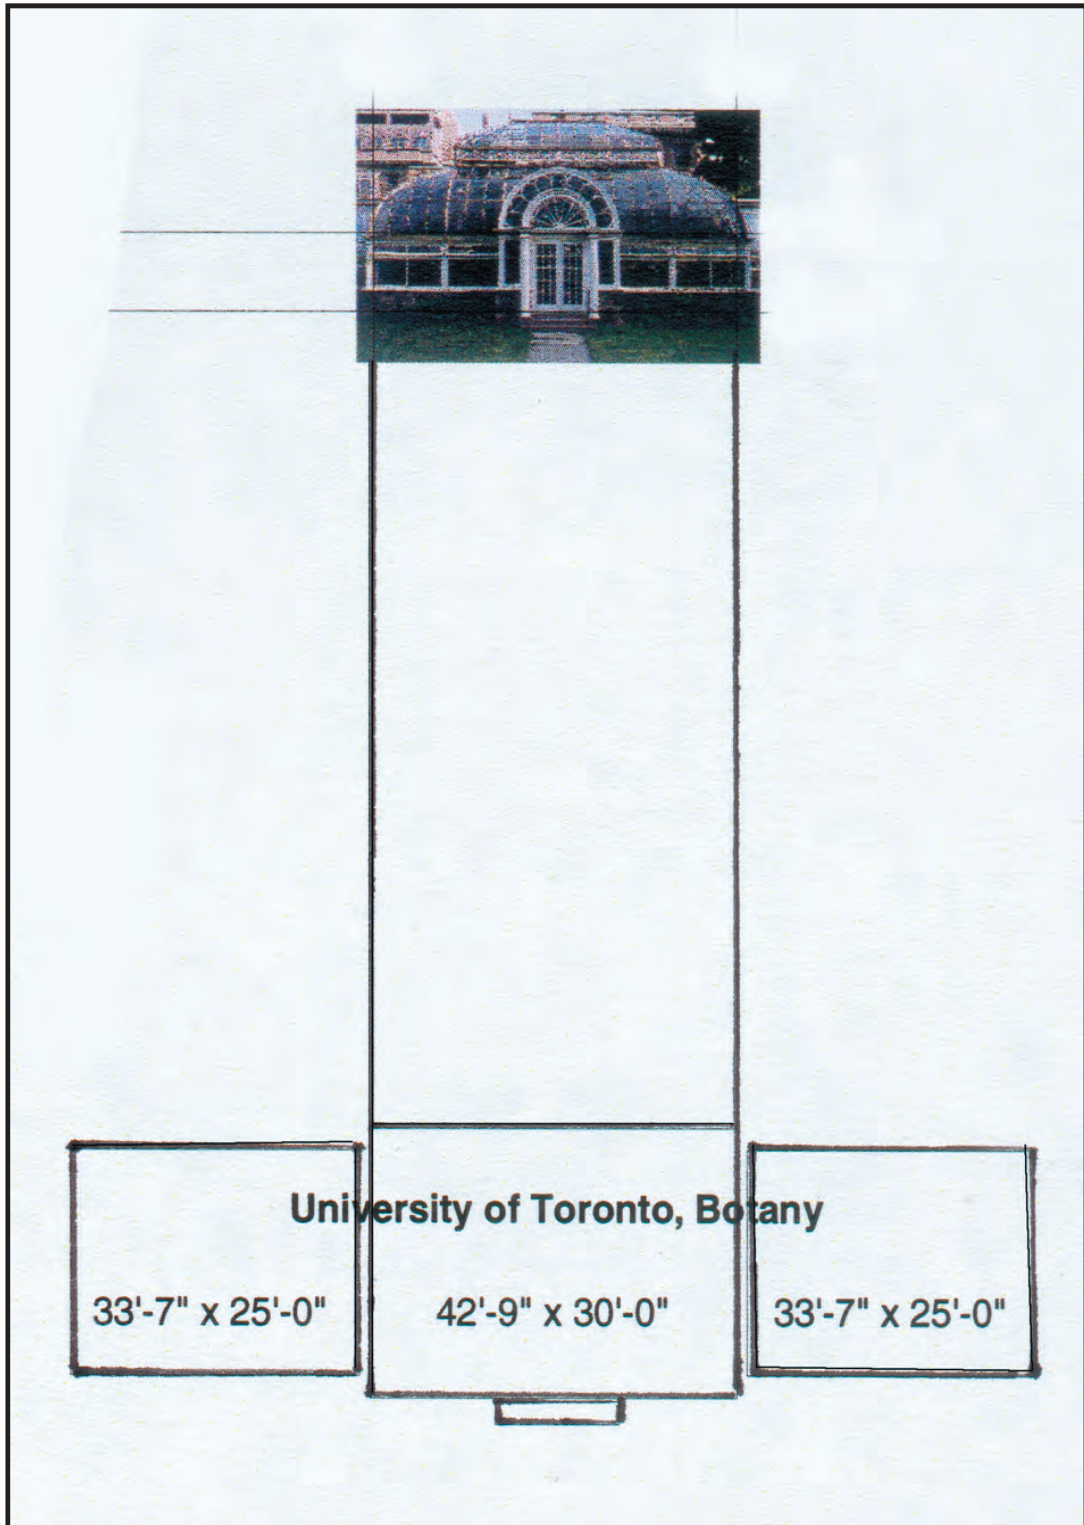 University of Toronto, Botany
33'-7" x 25'-0" 42'-9" x 30'-0" 33'-7" x 25'-0"